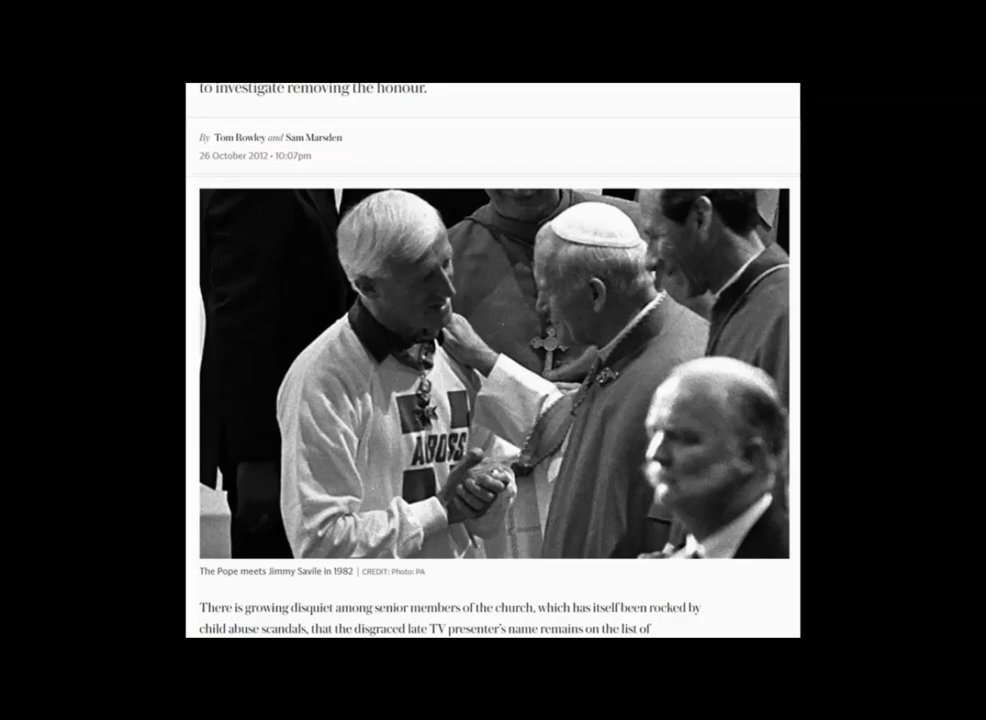 to investigate removing the honour.
By Tom Rowley and Sam Marsden
26 October 2012 • 10:07pm
ABOSS
The Pope meets Jimmy Savile in 1982 | CREDIT: Photo: PA
There is growing disquiet among senior members of the church, which has itself been rocked by
child abuse scandals, that the disgraced late TV presenter's name remains on the list of